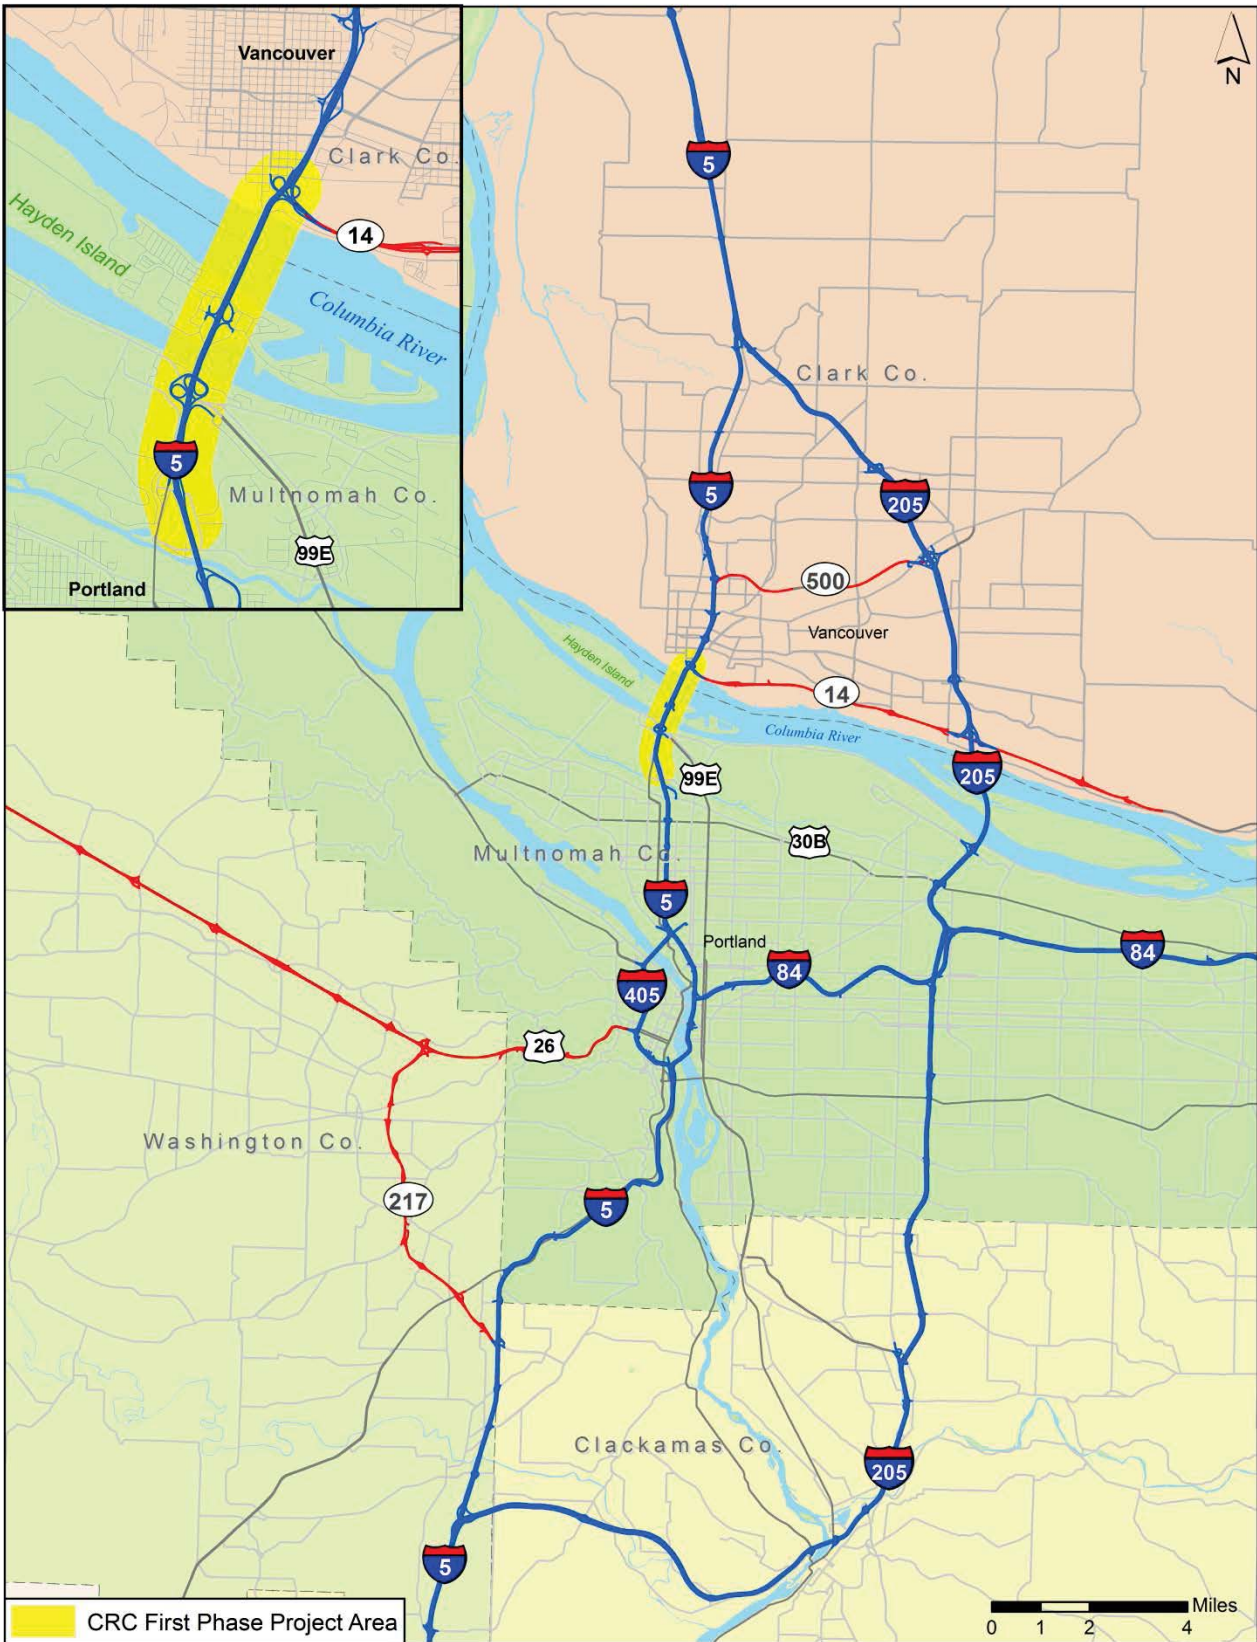 Vancouver
Clark Co.
Hayden Island
14
Columbia River
5
Multnomah Co.
99E
Portland
N
5
Clark Co.
5
205
500
Vancouver
Hayden Island
14
Columbia River
205
99E
30B
Multnomah Co.
5
Portland
84
84
405
26
Washington Co.
217
5
Clackamas Co.
205
5
CRC First Phase Project Area
Miles
0 1 2 4